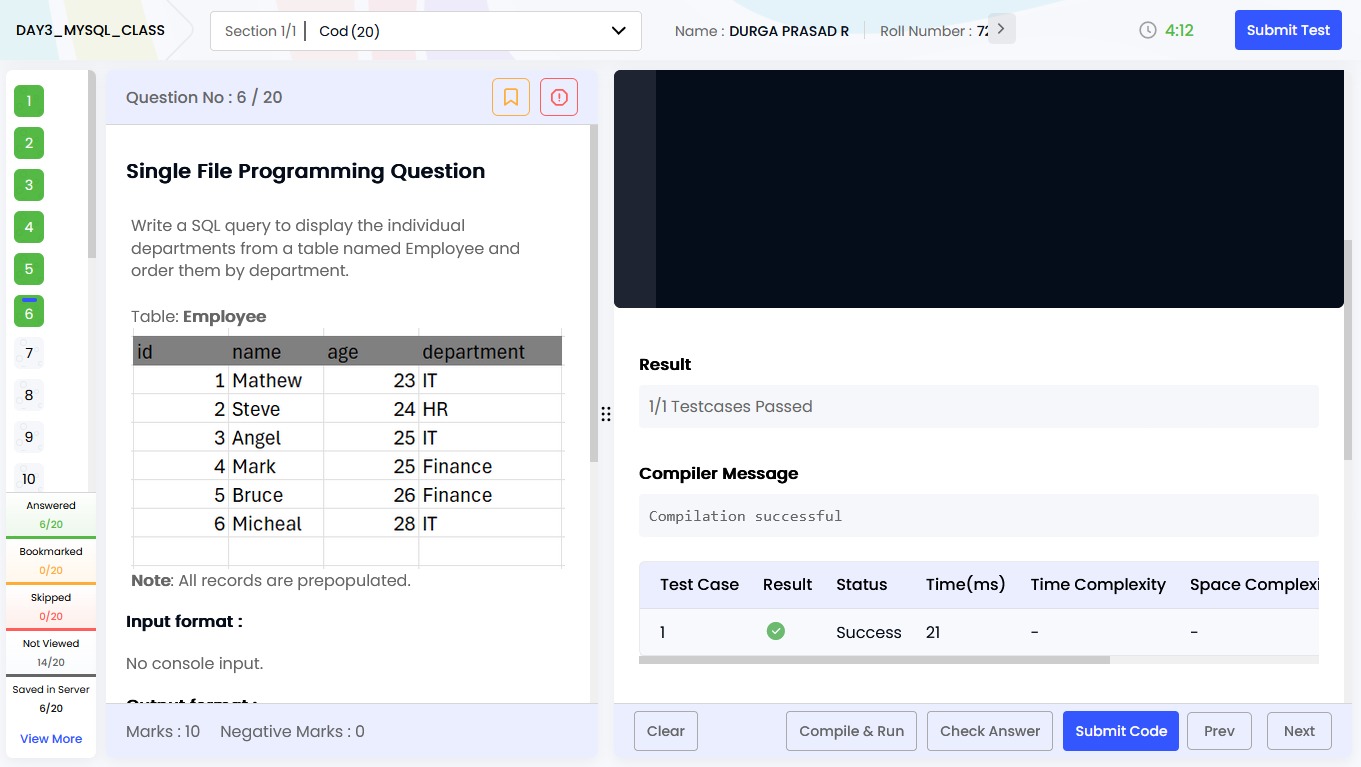 DAY3_MYSQL_CLASS
Section 1/1 | Cod (20)
Name : DURGA PRASAD R
Roll Number : 72
4:12
Submit Test
1
2
3
4
5
6
7
8
9
10
Answered
6/20
Bookmarked
0/20
Skipped
0/20
Not Viewed
14/20
Saved in Server
6/20
View More
Question No : 6 / 20
Single File Programming Question
Write a SQL query to display the individual
departments from a table named Employee and
order them by department.
Table: Employee
id name age department
1 Mathew 23 IT
2 Steve 24 HR
3 Angel 25 IT
4 Mark 25 Finance
5 Bruce 26 Finance
6 Micheal 28 IT
Note: All records are prepopulated.
Input format :
No console input.
Output format :
Marks : 10 Negative Marks : 0
Result
1/1 Testcases Passed
Compiler Message
Compilation successful
Test Case Result Status Time(ms) Time Complexity Space Complexi
1 Success 21 - -
Clear
Compile & Run
Check Answer
Submit Code
Prev
Next